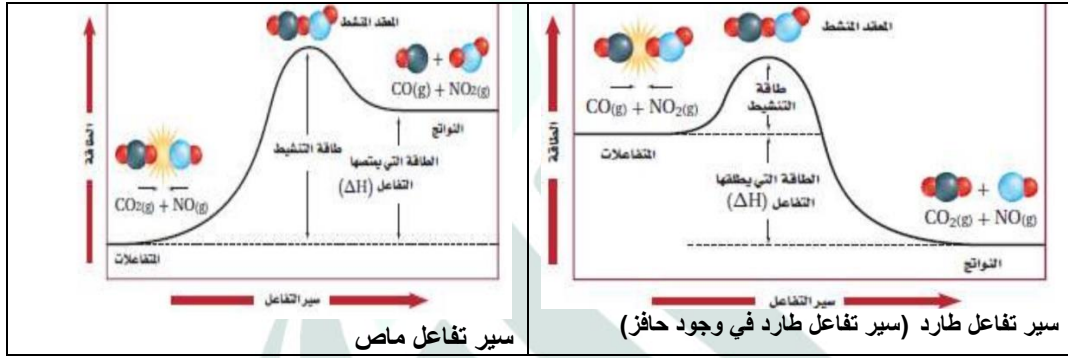 المعقد المنشط
CO(g) + NO₂(g)
طاقة
التنشيط
المتفاعلات
الطاقة التي يطلقها
التفاعل (ΔH)
+
CO₂(g) + NO(g)
النواتج
الطاقة
سير التفاعل
سير تفاعل طارد (سير تفاعل طارد في وجود حافز)
المعقد المنشط
+
CO(g) + NO2(g)
النواتج
طاقة التنشيط
الطاقة التي يمتصها
التفاعل (ΔH)
CO2(g) + NO(g)
المتفاعلات
الطاقة
سير التفاعل
سير تفاعل ماص